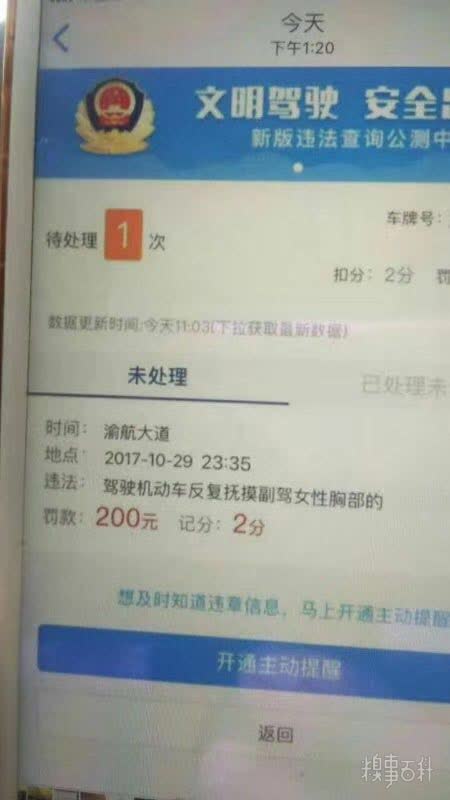 今天
下午1:20
文明驾驶 安全
新版违法查询公测中
待处理 1 次
车牌号:
扣分: 2分
数据更新时间:今天11:03(下拉获取最新数据)
未处理
已处理未
时间: 渝航大道
地点: 2017-10-29 23:35
违法: 驾驶机动车反复抚摸副驾女性胸部的
罚款: 200元 记分: 2分
想及时知道违章信息，马上开通主动提醒
开通主动提醒
返回
糗事百科